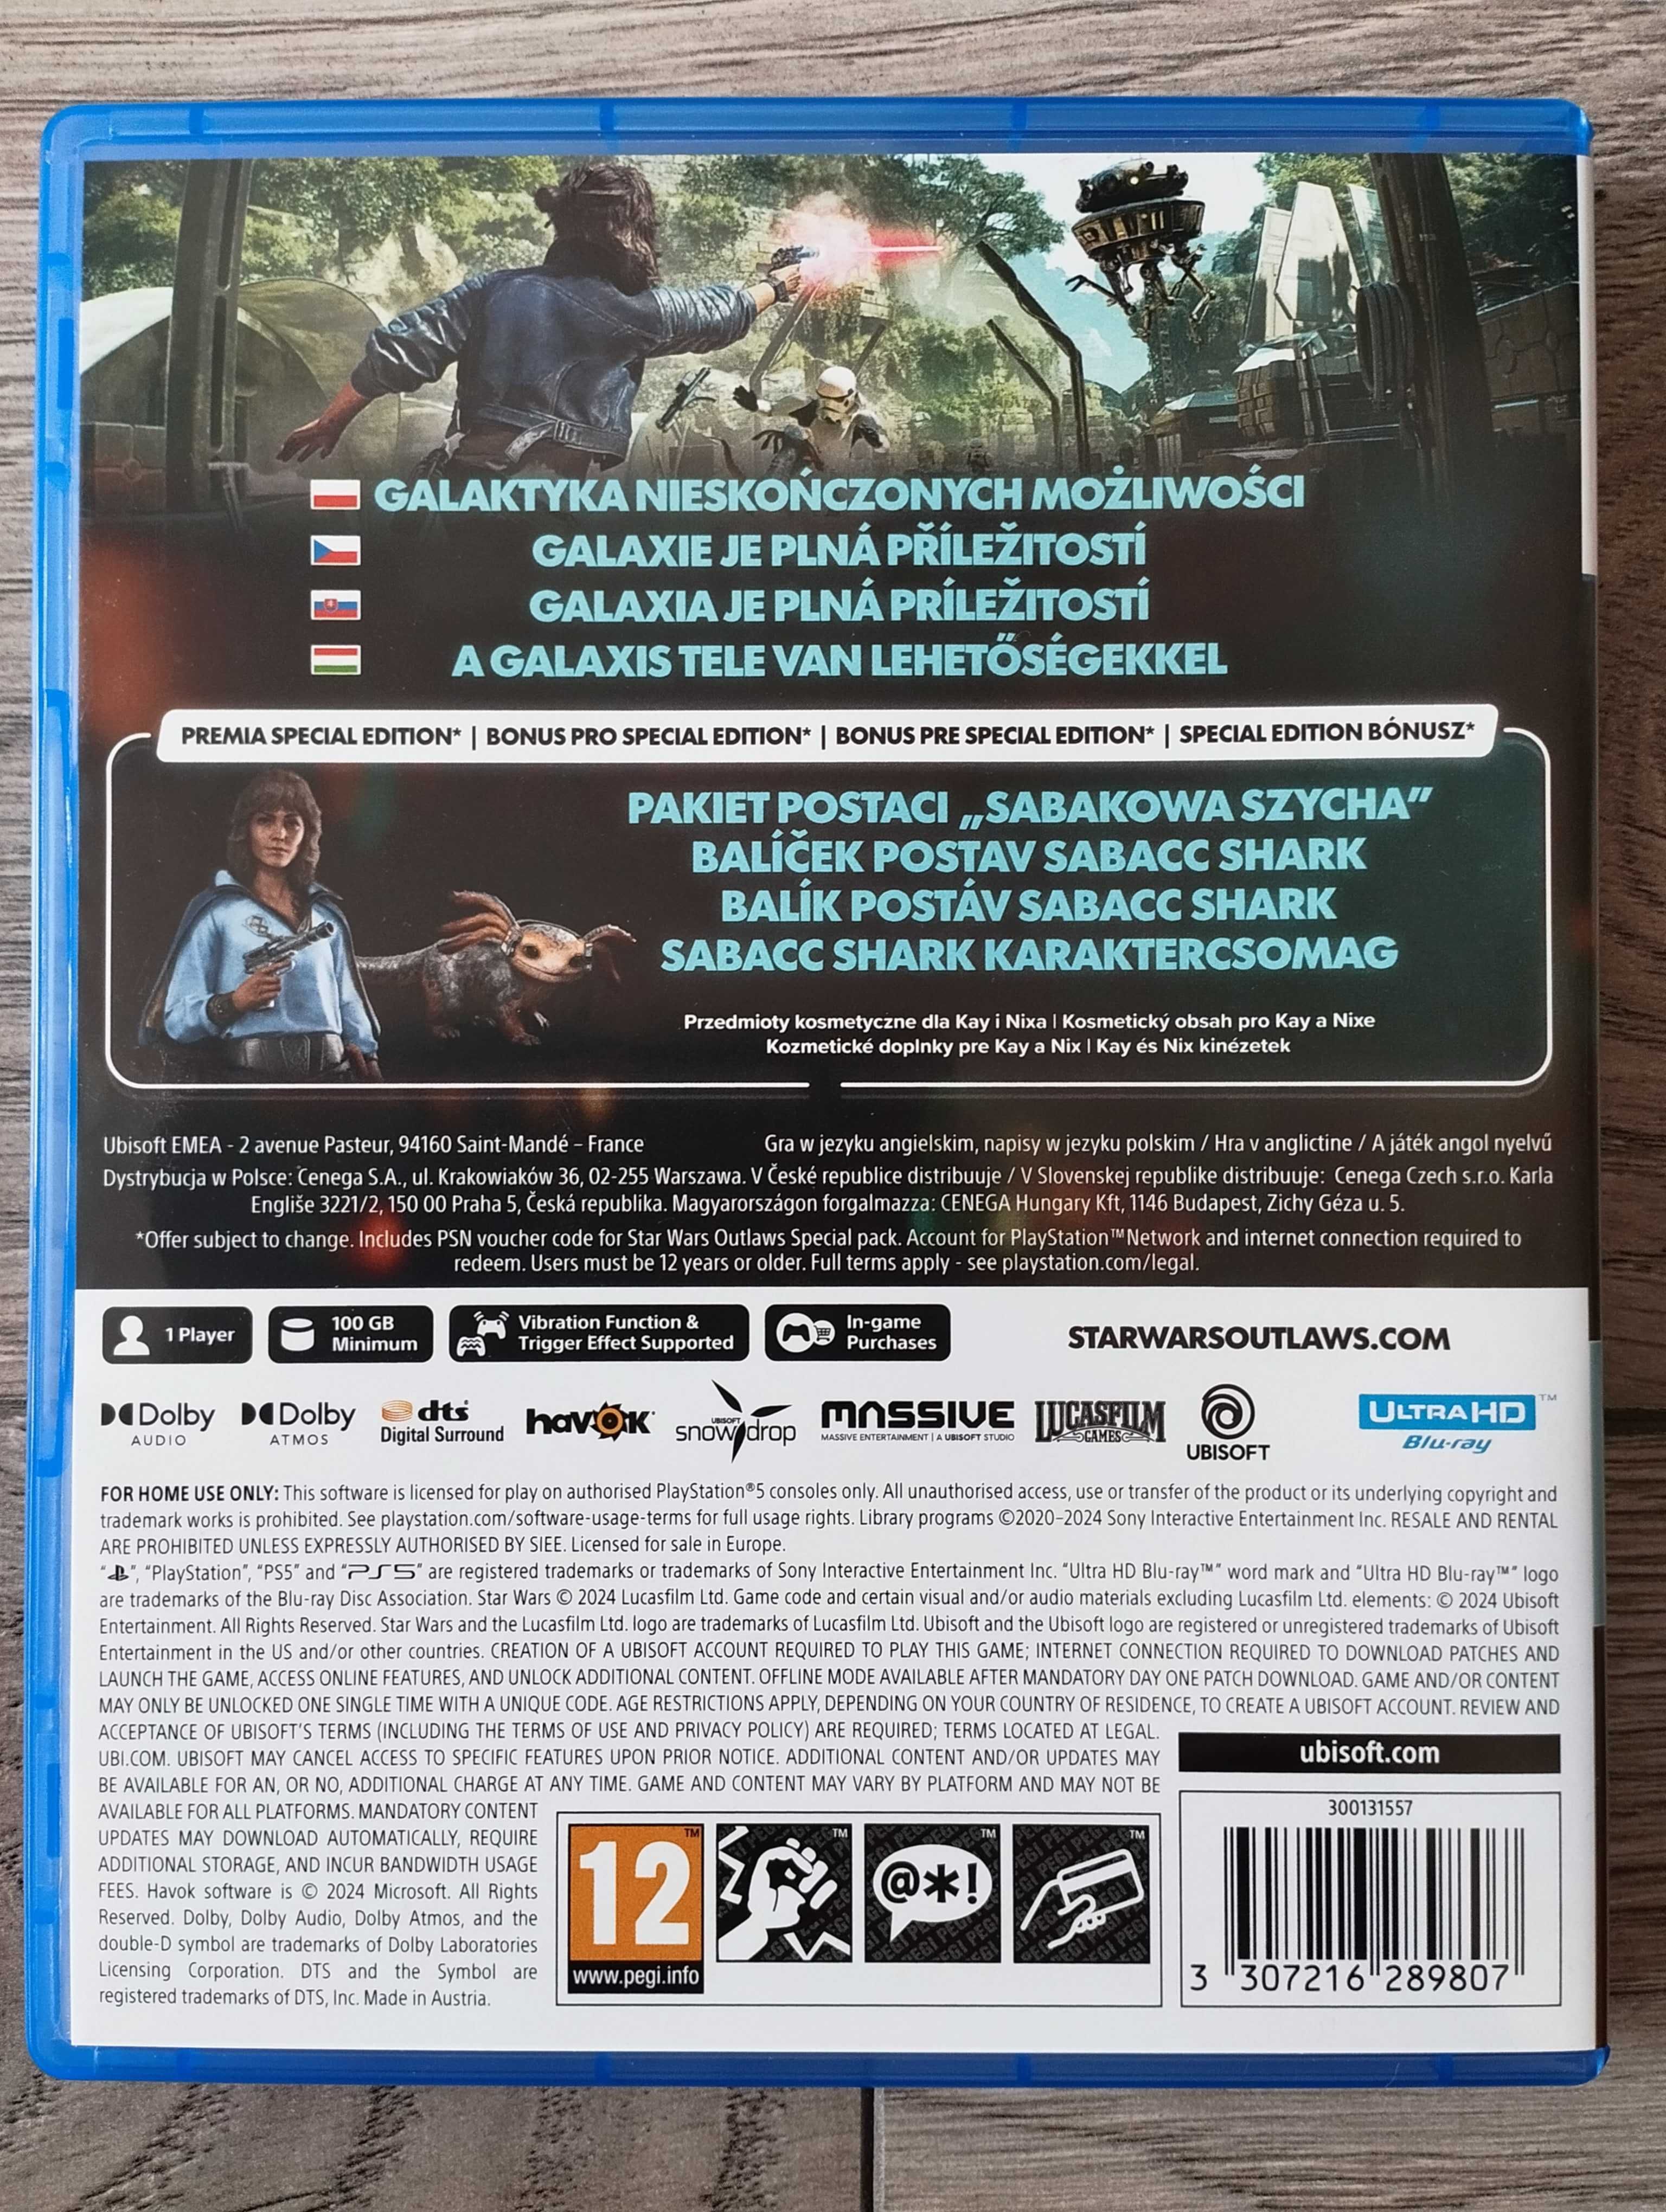 GALAKTYKA NIESKOŃCZONYCH MOŻLIWOŚCI
GALAXIE JE PLNÁ PŘÍLEŽITOSTÍ
GALAXIA JE PLNÁ PRÍLEŽITOSTÍ
A GALAXIS TELE VAN LEHETŐSÉGEKKEL
PREMIA SPECIAL EDITION* | BONUS PRO SPECIAL EDITION* | BONUS PRE SPECIAL EDITION* | SPECIAL EDITION BÓNUSZ*
PAKIET POSTACI „SABAKOWA SZYCHA”
BALÍČEK POSTAV SABACC SHARK
BALÍK POSTÁV SABACC SHARK
SABACC SHARK KARAKTERCSOMAG
Przedmioty kosmetyczne dla Kay i Nixa | Kosmetický obsah pro Kay a Nixe
Kozmetické doplnky pre Kay a Nix | Kay és Nix kinézetek
Ubisoft EMEA - 2 avenue Pasteur, 94160 Saint-Mandé – France
Gra w jezyku angielskim, napisy w jezyku polskim / Hra v anglictine / A játék angol nyelvű
Dystrybucja w Polsce: Cenega S.A., ul. Krakowiaków 36, 02-255 Warszawa. V České republice distribuuje / V Slovenskej republike distribuuje: Cenega Czech s.r.o. Karla
Engliše 3221/2, 150 00 Praha 5, Česká republika. Magyarországon forgalmazza: CENEGA Hungary Kft, 1146 Budapest, Zichy Géza u. 5.
*Offer subject to change. Includes PSN voucher code for Star Wars Outlaws Special pack. Account for PlayStation™Network and internet connection required to
redeem. Users must be 12 years or older. Full terms apply - see playstation.com/legal.
1 Player
100 GB
Minimum
Vibration Function &
Trigger Effect Supported
In-game
Purchases
STARWARSOUTLAWS.COM
Dolby
AUDIO
Dolby
ATMOS
dts
Digital Surround
havok
UBISOFT
snowdrop
MASSIVE
MASSIVE ENTERTAINMENT | A UBISOFT STUDIO
LUCASFILM
GAMES
UBISOFT
ULTRA HD
Blu-ray
TM
FOR HOME USE ONLY: This software is licensed for play on authorised PlayStation®5 consoles only. All unauthorised access, use or transfer of the product or its underlying copyright and
trademark works is prohibited. See playstation.com/software-usage-terms for full usage rights. Library programs ©2020–2024 Sony Interactive Entertainment Inc. RESALE AND RENTAL
ARE PROHIBITED UNLESS EXPRESSLY AUTHORISED BY SIEE. Licensed for sale in Europe.
“PS”, “PlayStation”, “PS5” and “PS5” are registered trademarks or trademarks of Sony Interactive Entertainment Inc. “Ultra HD Blu-ray™” word mark and “Ultra HD Blu-ray™” logo
are trademarks of the Blu-ray Disc Association. Star Wars © 2024 Lucasfilm Ltd. Game code and certain visual and/or audio materials excluding Lucasfilm Ltd. elements: © 2024 Ubisoft
Entertainment. All Rights Reserved. Star Wars and the Lucasfilm Ltd. logo are trademarks of Lucasfilm Ltd. Ubisoft and the Ubisoft logo are registered or unregistered trademarks of Ubisoft
Entertainment in the US and/or other countries. CREATION OF A UBISOFT ACCOUNT REQUIRED TO PLAY THIS GAME; INTERNET CONNECTION REQUIRED TO DOWNLOAD PATCHES AND
LAUNCH THE GAME, ACCESS ONLINE FEATURES, AND UNLOCK ADDITIONAL CONTENT. OFFLINE MODE AVAILABLE AFTER MANDATORY DAY ONE PATCH DOWNLOAD. GAME AND/OR CONTENT
MAY ONLY BE UNLOCKED ONE SINGLE TIME WITH A UNIQUE CODE. AGE RESTRICTIONS APPLY, DEPENDING ON YOUR COUNTRY OF RESIDENCE, TO CREATE A UBISOFT ACCOUNT. REVIEW AND
ACCEPTANCE OF UBISOFT'S TERMS (INCLUDING THE TERMS OF USE AND PRIVACY POLICY) ARE REQUIRED; TERMS LOCATED AT LEGAL.
UBI.COM. UBISOFT MAY CANCEL ACCESS TO SPECIFIC FEATURES UPON PRIOR NOTICE. ADDITIONAL CONTENT AND/OR UPDATES MAY
BE AVAILABLE FOR AN, OR NO, ADDITIONAL CHARGE AT ANY TIME. GAME AND CONTENT MAY VARY BY PLATFORM AND MAY NOT BE
AVAILABLE FOR ALL PLATFORMS. MANDATORY CONTENT
UPDATES MAY DOWNLOAD AUTOMATICALLY, REQUIRE
ADDITIONAL STORAGE, AND INCUR BANDWIDTH USAGE
FEES. Havok software is © 2024 Microsoft. All Rights
Reserved. Dolby, Dolby Audio, Dolby Atmos, and the
double-D symbol are trademarks of Dolby Laboratories
Licensing Corporation. DTS and the Symbol are
registered trademarks of DTS, Inc. Made in Austria.
12
TM
www.pegi.info
TM
@*!
TM
TM
ubisoft.com
300131557
3 307216 289807